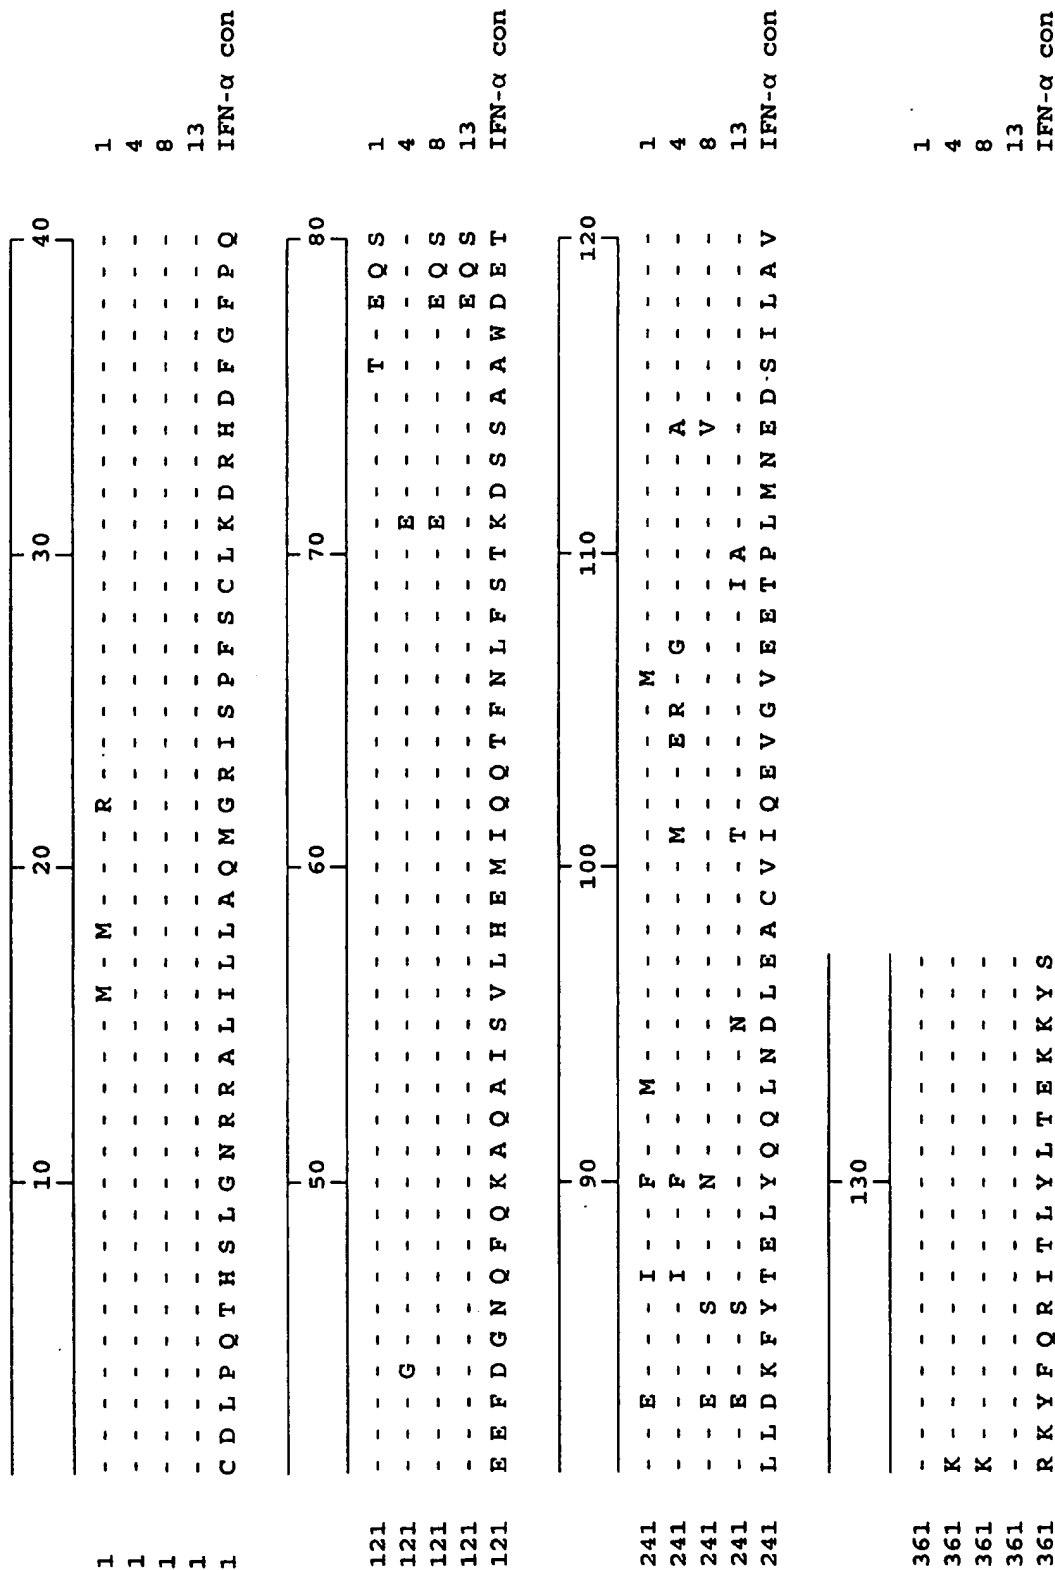 10 20 30 40
1 - - - - - - - - - - - - - - - M - M - - - R - - - - - - - - - - - - - - - - - - 1
1 - - - - - - - - - - - - - - - - - - - - - - - - - - - - - - - - - - - - - - - - 4
1 - - - - - - - - - - - - - - - - - - - - - - - - - - - - - - - - - - - - - - - - 8
1 - - - - - - - - - - - - - - - - - - - - - - - - - - - - - - - - - - - - - - - - 13
1 C D L P Q T H S L G N R R A L I L L A Q M G R I S P F S C L K D R H D F G F P Q IFN-α con
50 60 70 80
121 - - - - - - - - - - - - - - - - - - - - - - - - - - - - - - - - - - - T - E Q S 1
121 - - - G - - - - - - - - - - - - - - - - - - - - - - - - - - E - - - - - - - - - 4
121 - - - - - - - - - - - - - - - - - - - - - - - - - - - - - - E - - - - - - E Q S 8
121 - - - - - - - - - - - - - - - - - - - - - - - - - - - - - - - - - - - - - E Q S 13
121 E E F D G N Q F Q K A Q A I S V L H E M I Q Q T F N L F S T K D S S A A W D E T IFN-α con
90 100 110 120
241 - - E - - - I - - F - - M - - - - - - - - - - - - M - - - - - - - - - - - - - - 1
241 - - - - - - I - - F - - - - - - - - - - M - - E R - G - - - - - - A - - - - - - 4
241 - - E - - S - - - N - - - - - - - - - - - - - - - - - - - - - - - V - - - - - - 8
241 - - E - - S - - - - - - - - N - - - - - T - - - - - - - I A - - - - - - - - - - 13
241 L L D K F Y T E L Y Q Q L N D L E A C V I Q E V G V E E T P L M N E D S I L A V IFN-α con
130
361 - - - - - - - - - - - - - - - - - 1
361 K - - - - - - - - - - - - - - - - 4
361 K - - - - - - - - - - - - - - - - 8
361 - - - - - - - - - - - - - - - - - 13
361 R K Y F Q R I T L Y L T E K K Y S IFN-α con